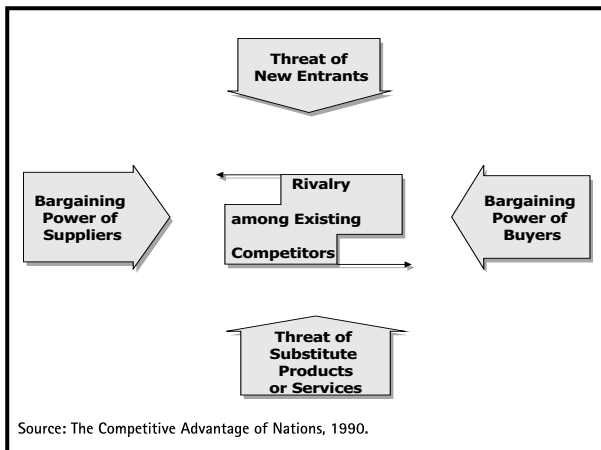 Threat of
New Entrants
Bargaining
Power of
Suppliers
Rivalry
among Existing
Competitors
Bargaining
Power of
Buyers
Threat of
Substitute
Products
or Services
Source: The Competitive Advantage of Nations, 1990.